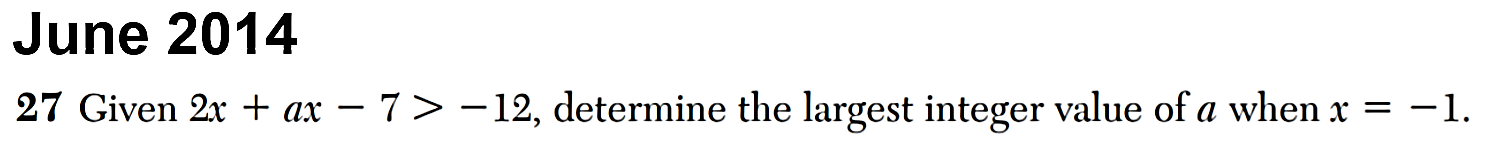 June 2014
27 Given 2x + ax − 7 > −12, determine the largest integer value of a when x = −1.